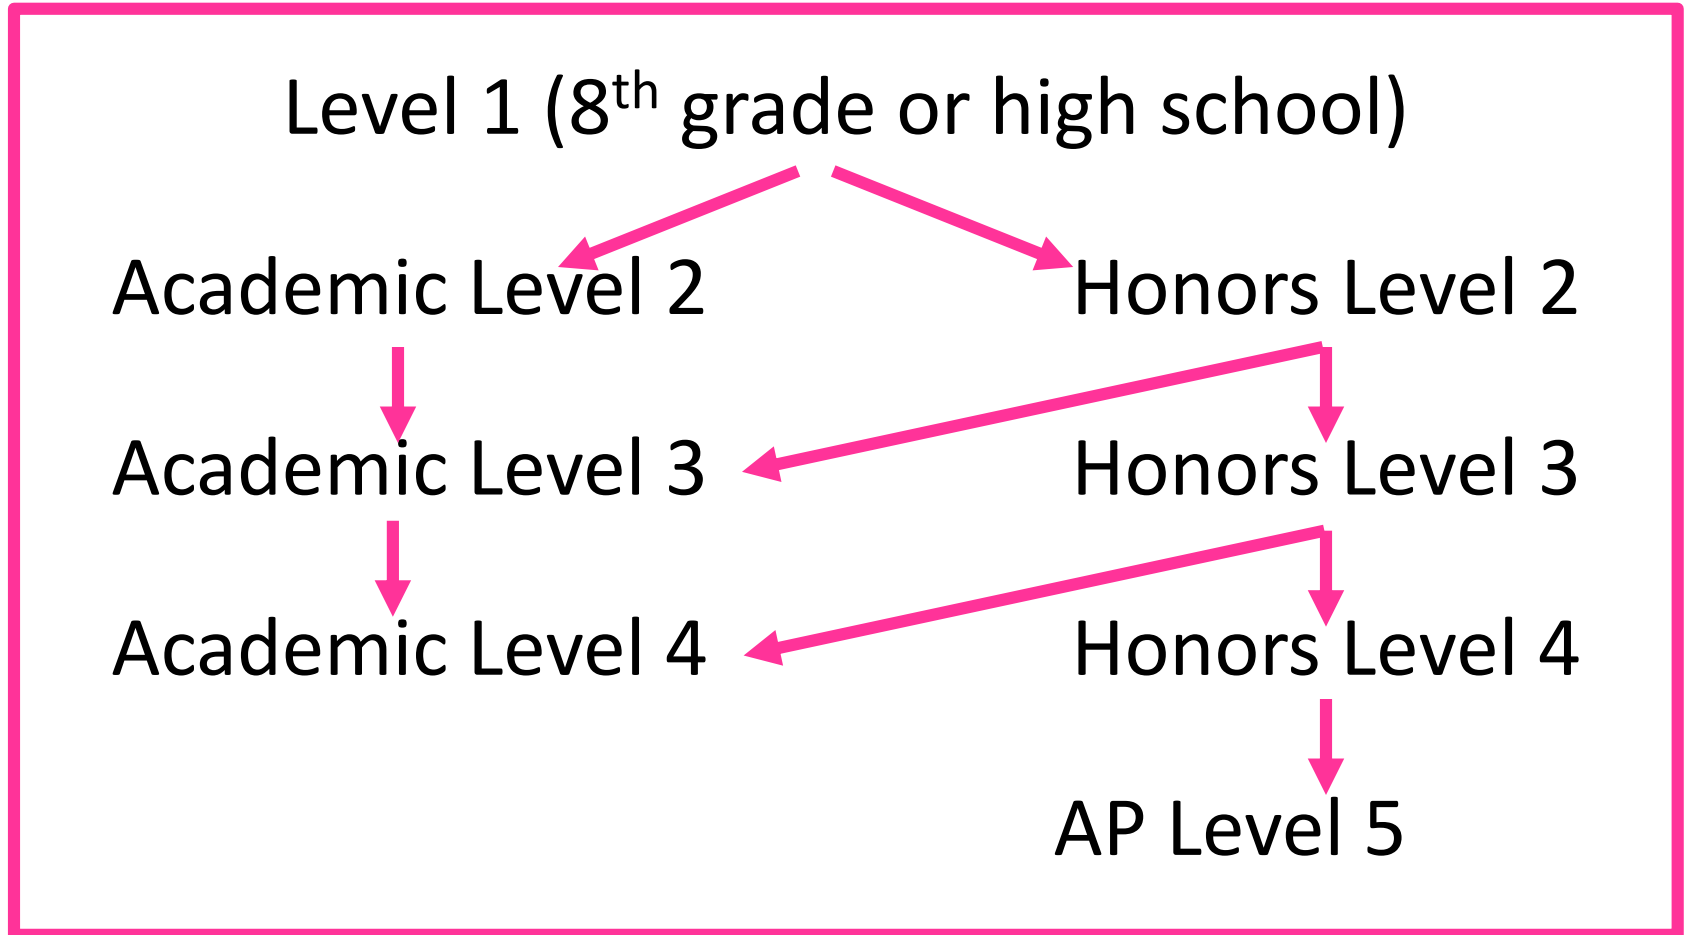 Level 1 (8th grade or high school)
Academic Level 2
Honors Level 2
Academic Level 3
Honors Level 3
Academic Level 4
Honors Level 4
AP Level 5